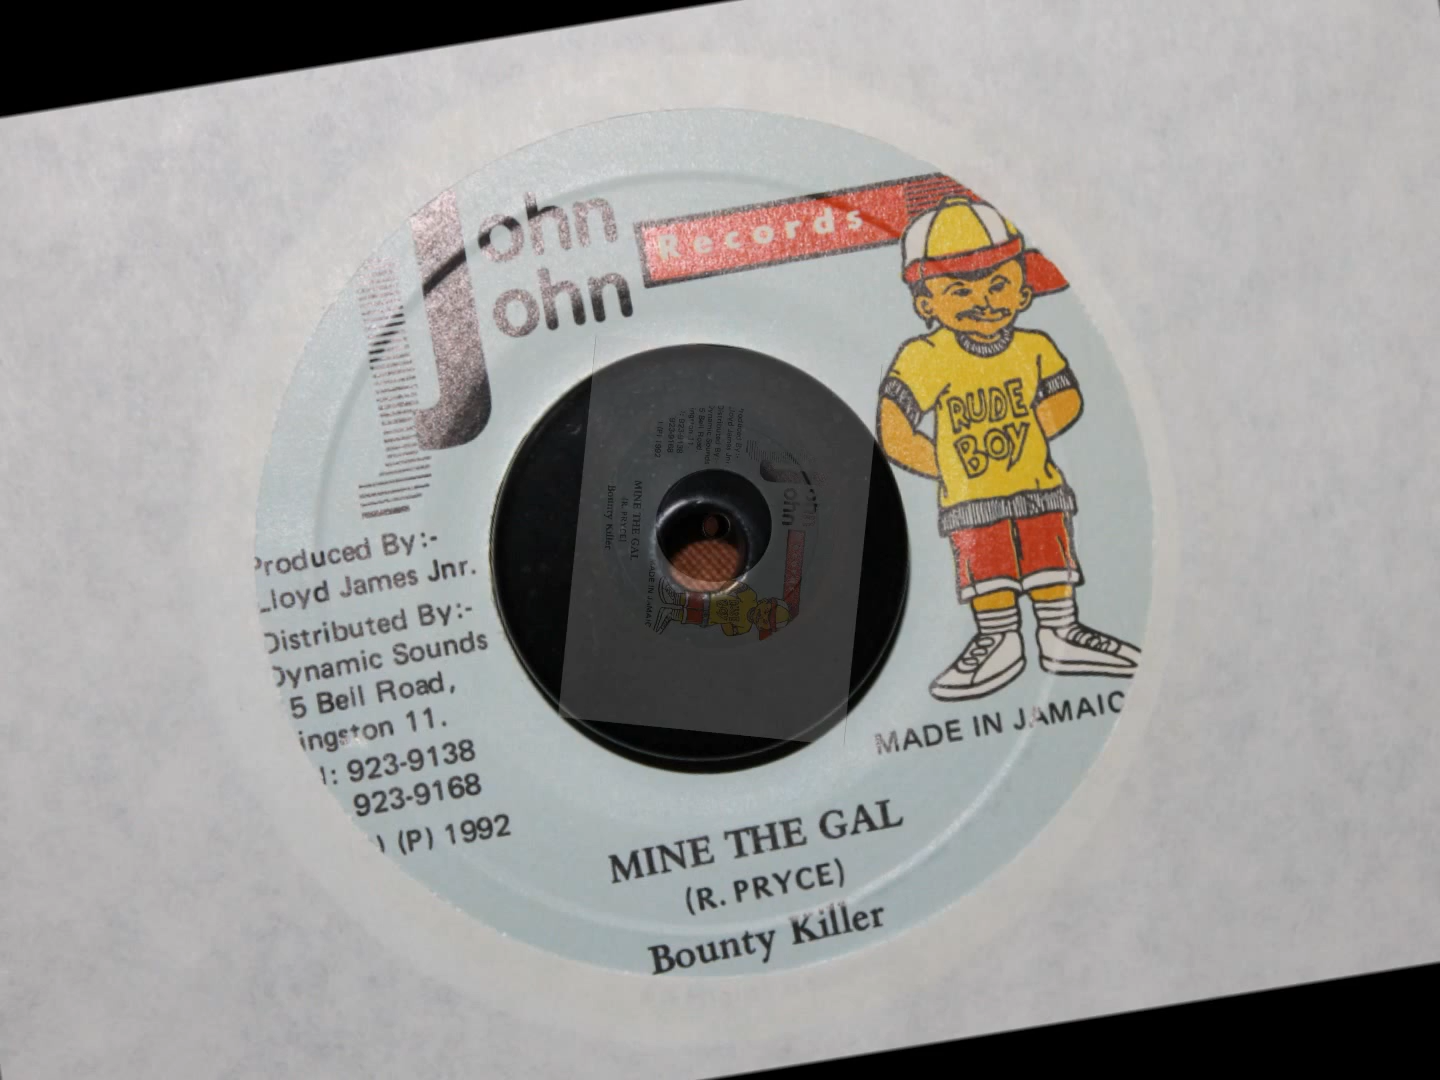 John
John
Records
RUDE
BOY
Produced By:-
Lloyd James Jnr.
Distributed By:-
Dynamic Sounds
5 Bell Road,
ingston 11.
923-9138
923-9168
(P) 1992
MADE IN JAMAIC
MINE THE GAL
(R. PRYCE)
Bounty Killer